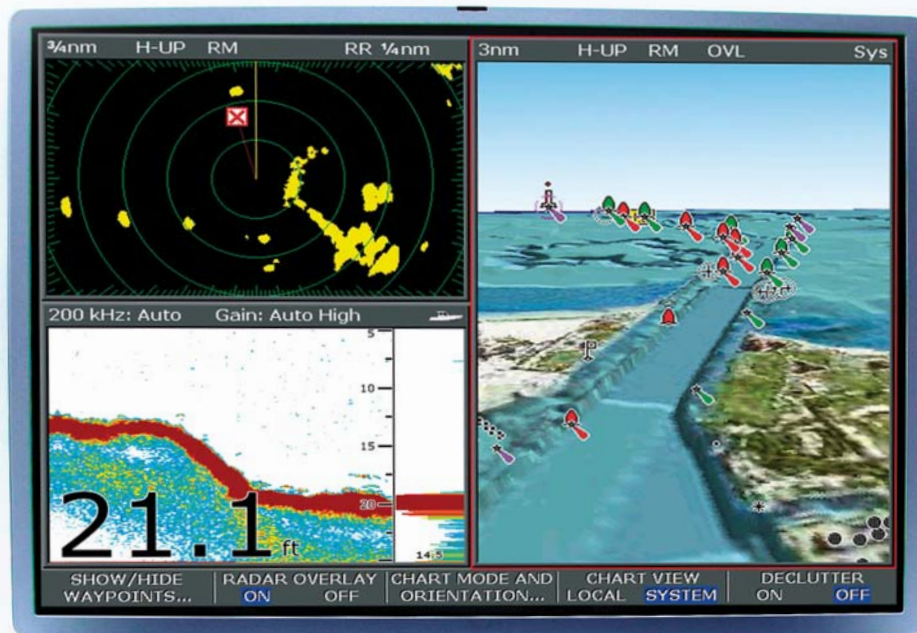 ¾nm H-UP RM RR ¼nm
3nm H-UP RM OVL Sys
200 kHz: Auto Gain: Auto High
5
10
15
20
21.1 ft
14.5
SHOW/HIDE
WAYPOINTS...
RADAR OVERLAY
ON OFF
CHART MODE AND
ORIENTATION...
CHART VIEW
LOCAL SYSTEM
DECLUTTER
ON OFF